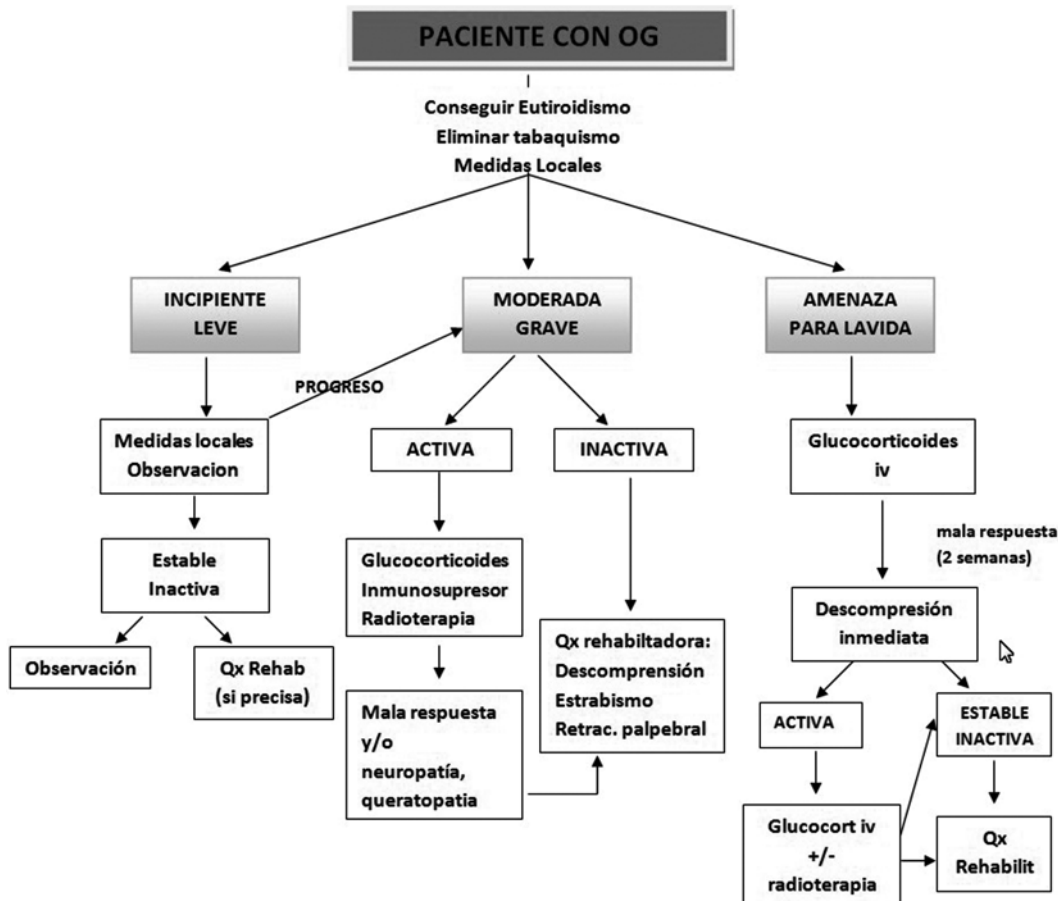 PACIENTE CON OG
Conseguir Eutiroidismo
Eliminar tabaquismo
Medidas Locales
INCIPIENTE
LEVE
MODERADA
GRAVE
AMENAZA
PARA LAVIDA
PROGRESO
Medidas locales
Observacion
ACTIVA
INACTIVA
Glucocorticoides
iv
mala respuesta
(2 semanas)
Estable
Inactiva
Glucocorticoides
Inmunosupresor
Radioterapia
Descompresión
inmediata
Observación
Qx Rehab
(si precisa)
Qx rehabiltadora:
Descomprensión
Estrabismo
Retrac. palpebral
Mala respuesta
y/o
neuropatía,
queratopatia
ACTIVA
ESTABLE
INACTIVA
Glucocort iv
+/-
radioterapia
Qx
Rehabilit